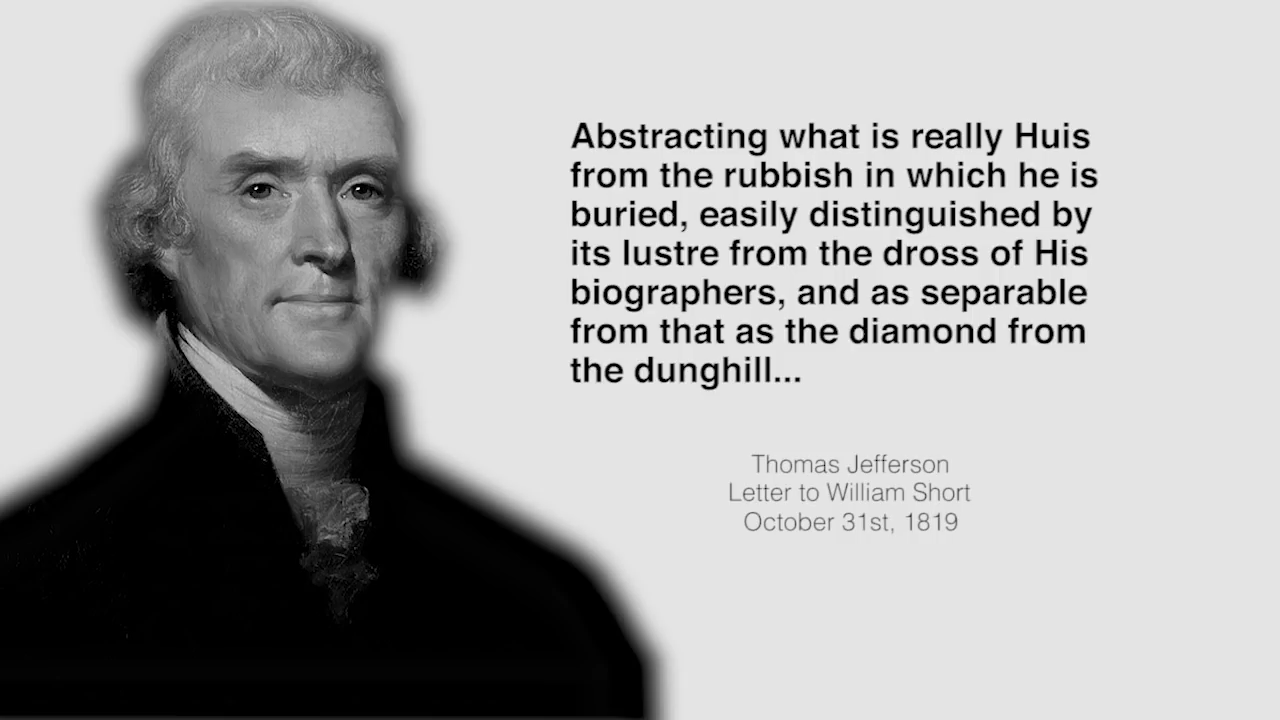 Abstracting what is really Huis
from the rubbish in which he is
buried, easily distinguished by
its lustre from the dross of His
biographers, and as separable
from that as the diamond from
the dunghill...
Thomas Jefferson
Letter to William Short
October 31st, 1819